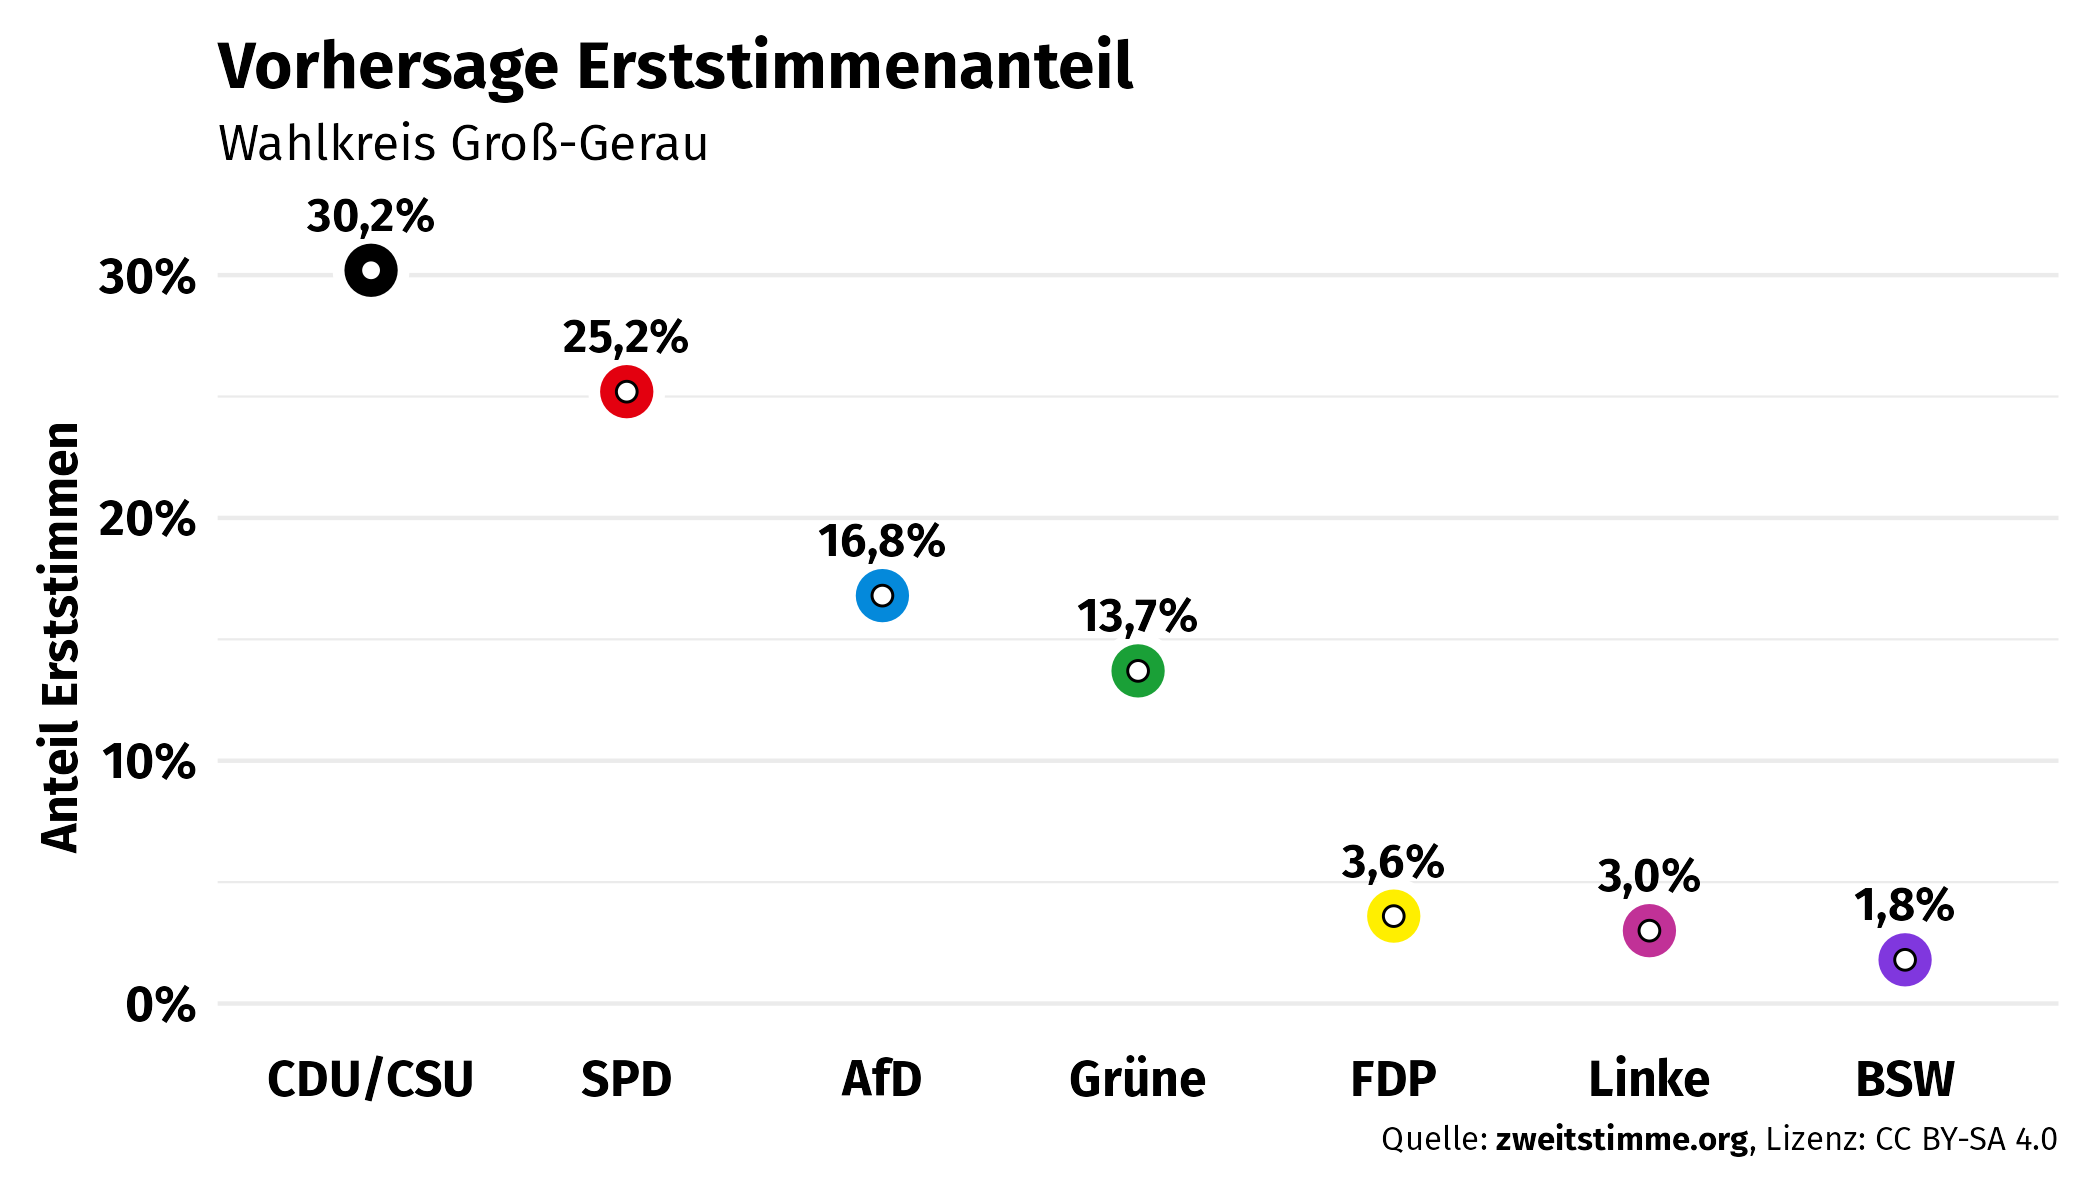 Vorhersage Erststimmenanteil
Wahlkreis Groß-Gerau
Anteil Erststimmen
30%
20%
10%
0%
30,2%
25,2%
16,8%
13,7%
3,6%
3,0%
1,8%
CDU/CSU SPD AfD Grüne FDP Linke BSW
Quelle: zweitstimme.org, Lizenz: CC BY-SA 4.0